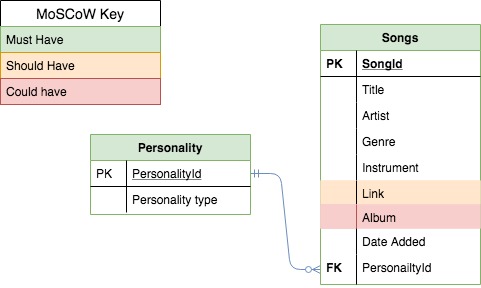 MoSCoW Key
Must Have
Should Have
Could have
Personality
PK PersonalityId
Personality type
Songs
PK SongId
Title
Artist
Genre
Instrument
Link
Album
Date Added
FK PersonailtyId